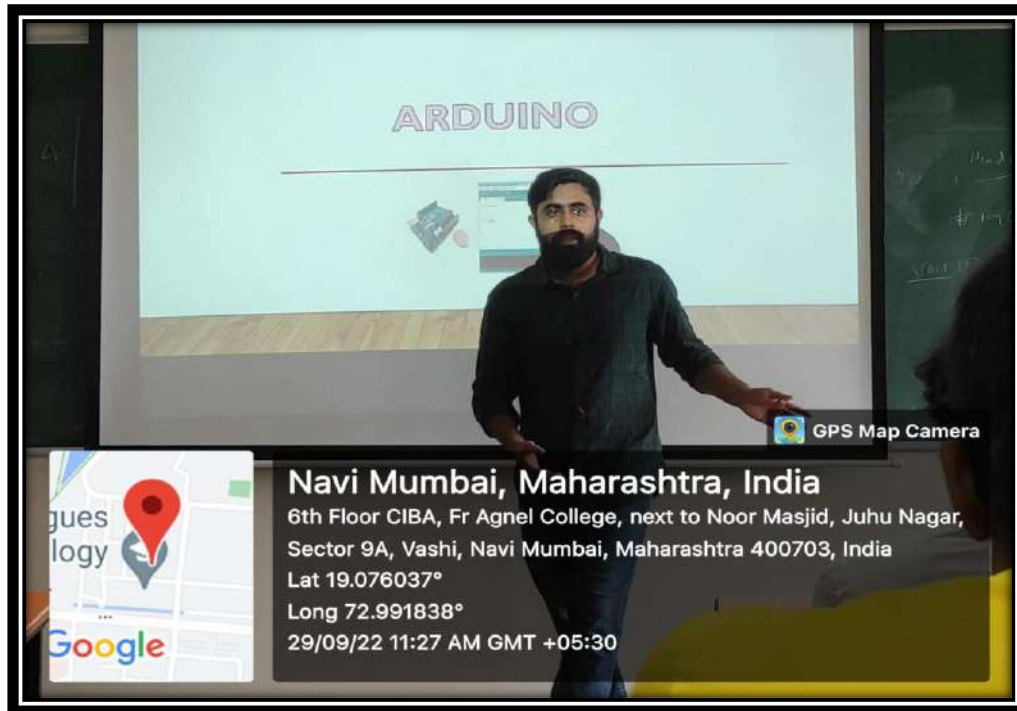 ARDUINO
GPS Map Camera
Navi Mumbai, Maharashtra, India
6th Floor CIBA, Fr Agnel College, next to Noor Masjid, Juhu Nagar,
Sector 9A, Vashi, Navi Mumbai, Maharashtra 400703, India
Lat 19.076037°
Long 72.991838°
29/09/22 11:27 AM GMT +05:30
gues
logy
Google